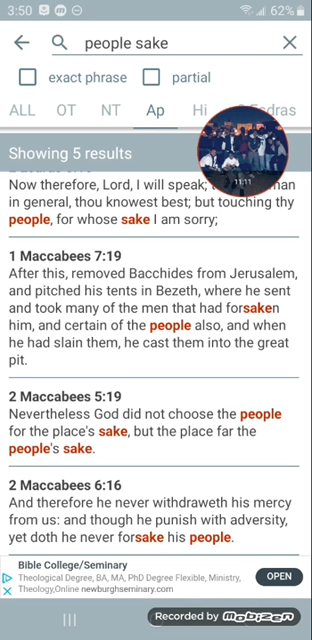 3:50
62%
people sake
exact phrase
partial
ALL OT NT Ap Hi Esdras
Showing 5 results
11:11
Now therefore, Lord, I will speak; man
in general, thou knowest best; but touching thy
people, for whose sake I am sorry;
1 Maccabees 7:19
After this, removed Bacchides from Jerusalem,
and pitched his tents in Bezeth, where he sent
and took many of the men that had forsaken
him, and certain of the people also, and when
he had slain them, he cast them into the great
pit.
2 Maccabees 5:19
Nevertheless God did not choose the people
for the place's sake, but the place far the
people's sake.
2 Maccabees 6:16
And therefore he never withdraweth his mercy
from us: and though he punish with adversity,
yet doth he never forsake his people.
Bible College/Seminary
Theological Degree, BA, MA, PhD Degree Flexible, Ministry,
Theology,Online newburghseminary.com
OPEN
Recorded by Mobizen